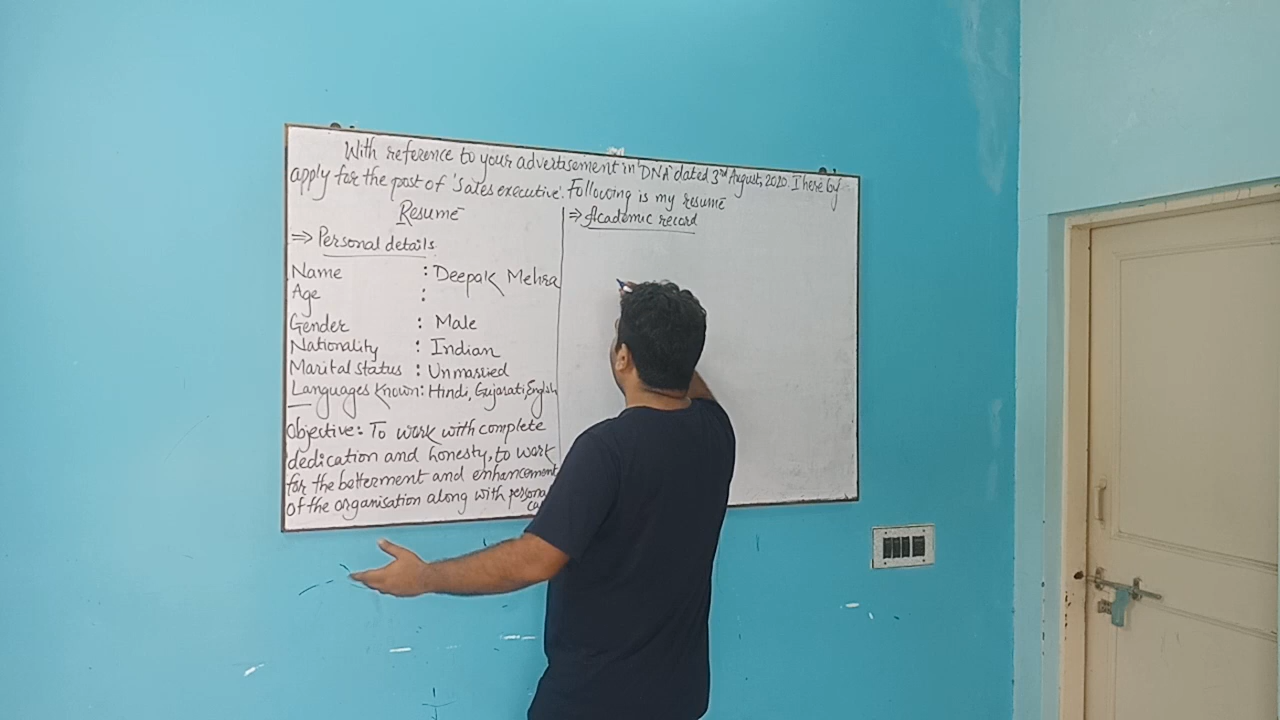 With reference to your advertisement in 'DNA' dated 3rd August, 2020. I here by
apply for the post of 'Sales executive'. Following is my resume
Resume
⇒ Personal details
Name : Deepak Mehra
Age :
Gender : Male
Nationality : Indian
Marital status : Unmarried
Languages Known : Hindi, Gujarati, English
Objective : To work with complete
dedication and honesty, to work
for the betterment and enhancement
of the organisation along with
⇒ Academic record